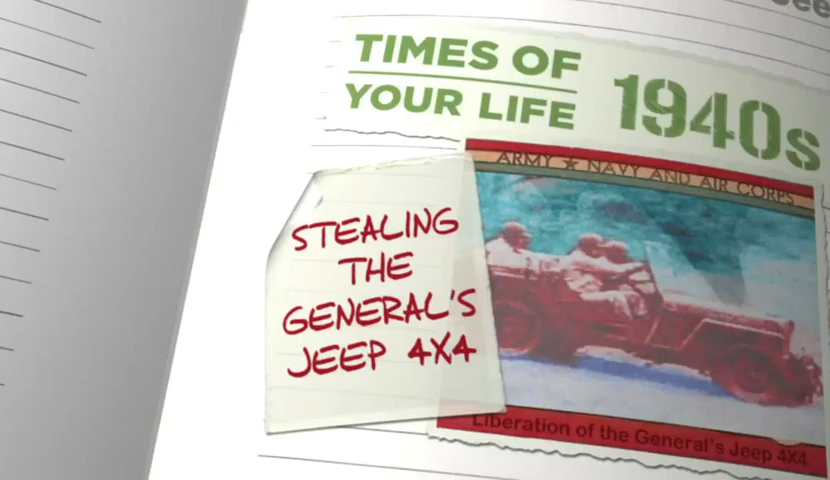 TIMES OF
YOUR LIFE
1940s
ARMY ★ NAVY AND AIR CORPS
STEALING
THE
GENERAL'S
JEEP 4X4
Liberation of the General's Jeep 4X4